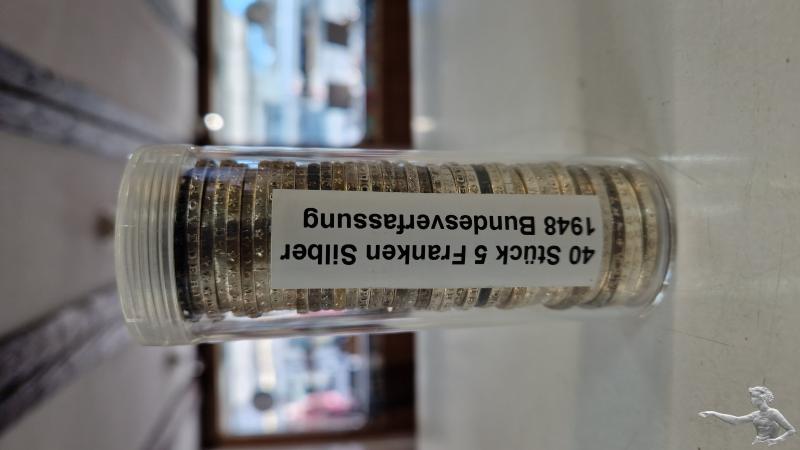 40 Stück 5 Franken Silber
1948 Bundesverfassung